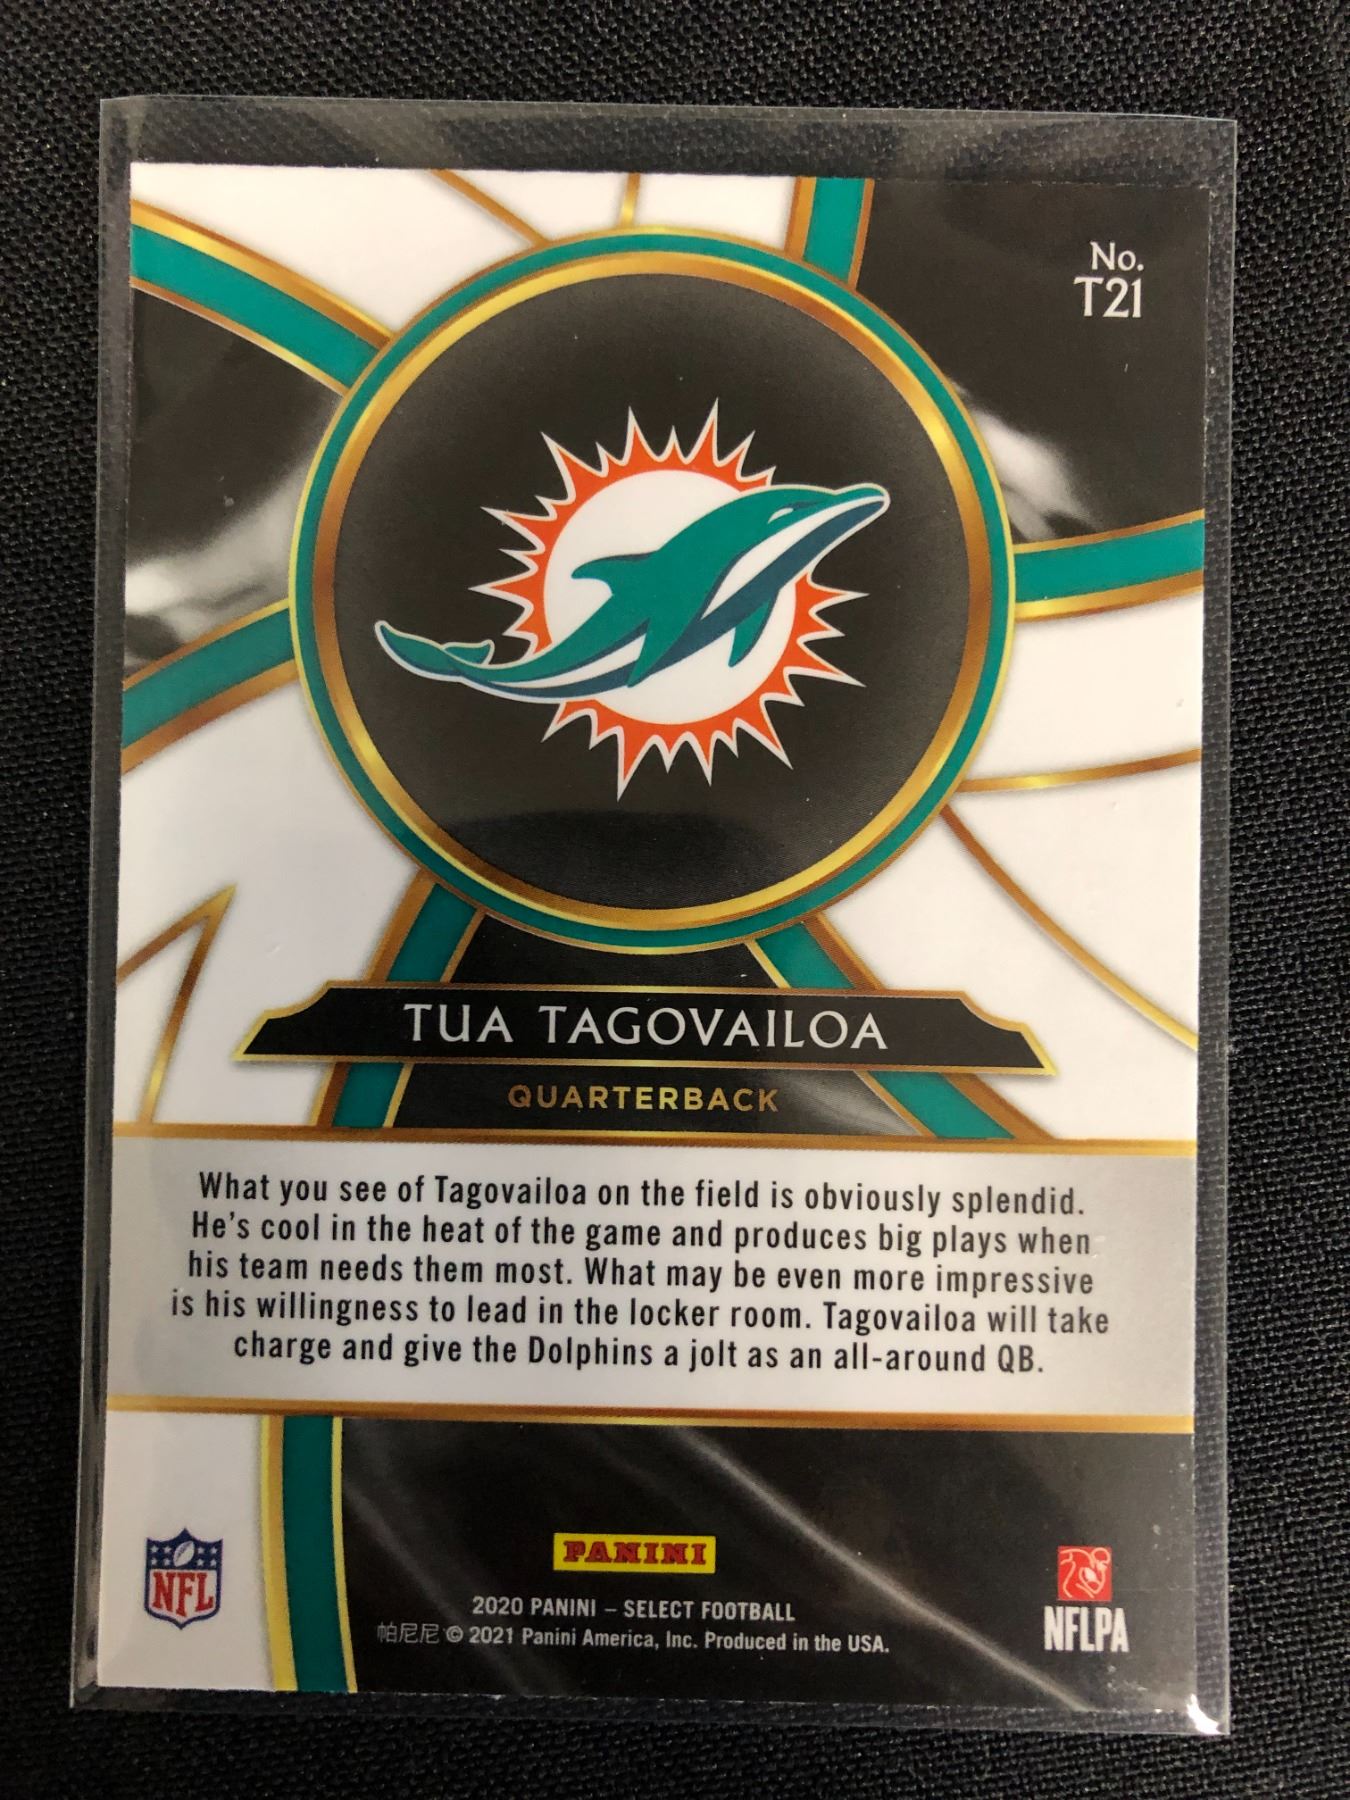 No.
T21
TUA TAGOVAILOA
QUARTERBACK
What you see of Tagovailoa on the field is obviously splendid.
He's cool in the heat of the game and produces big plays when
his team needs them most. What may be even more impressive
is his willingness to lead in the locker room. Tagovailoa will take
charge and give the Dolphins a jolt as an all-around QB.
NFL
PANINI
2020 PANINI – SELECT FOOTBALL
帕尼尼 © 2021 Panini America, Inc. Produced in the USA.
NFLPA